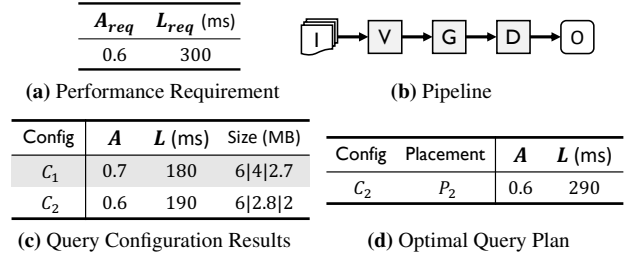 A_req L_req (ms)
0.6 300
(a) Performance Requirement
I V G D O
(b) Pipeline
Config A L (ms) Size (MB)
C_1 0.7 180 6|4|2.7
C_2 0.6 190 6|2.8|2
(c) Query Configuration Results
Config Placement A L (ms)
C_2 P_2 0.6 290
(d) Optimal Query Plan